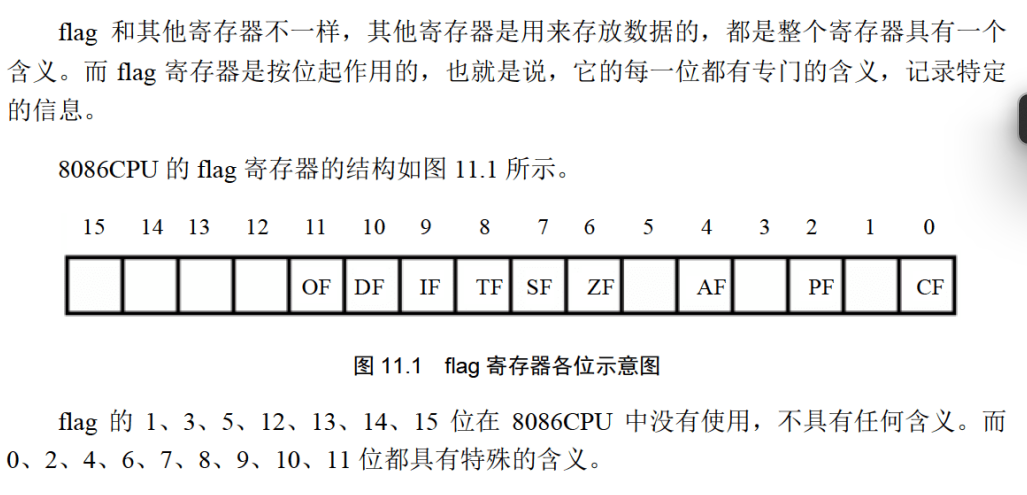 flag 和其他寄存器不一样，其他寄存器是用来存放数据的，都是整个寄存器具有一个
含义。而 flag 寄存器是按位起作用的，也就是说，它的每一位都有专门的含义，记录特定
的信息。
8086CPU 的 flag 寄存器的结构如图 11.1 所示。
15 14 13 12 11 10 9 8 7 6 5 4 3 2 1 0
OF DF IF TF SF ZF AF PF CF
图 11.1 flag 寄存器各位示意图
flag 的 1、3、5、12、13、14、15 位在 8086CPU 中没有使用，不具有任何含义。而
0、2、4、6、7、8、9、10、11 位都具有特殊的含义。